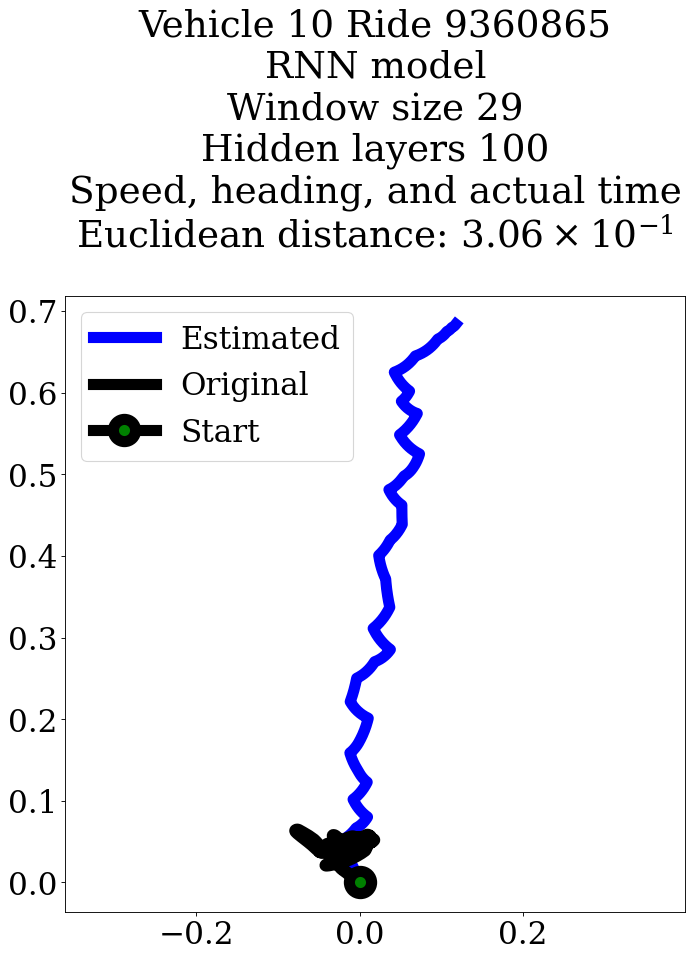 Vehicle 10 Ride 9360865
RNN model
Window size 29
Hidden layers 100
Speed, heading, and actual time
Euclidean distance: 3.06 × 10⁻¹
Estimated
Original
Start
0.7
0.6
0.5
0.4
0.3
0.2
0.1
0.0
−0.2 0.0 0.2